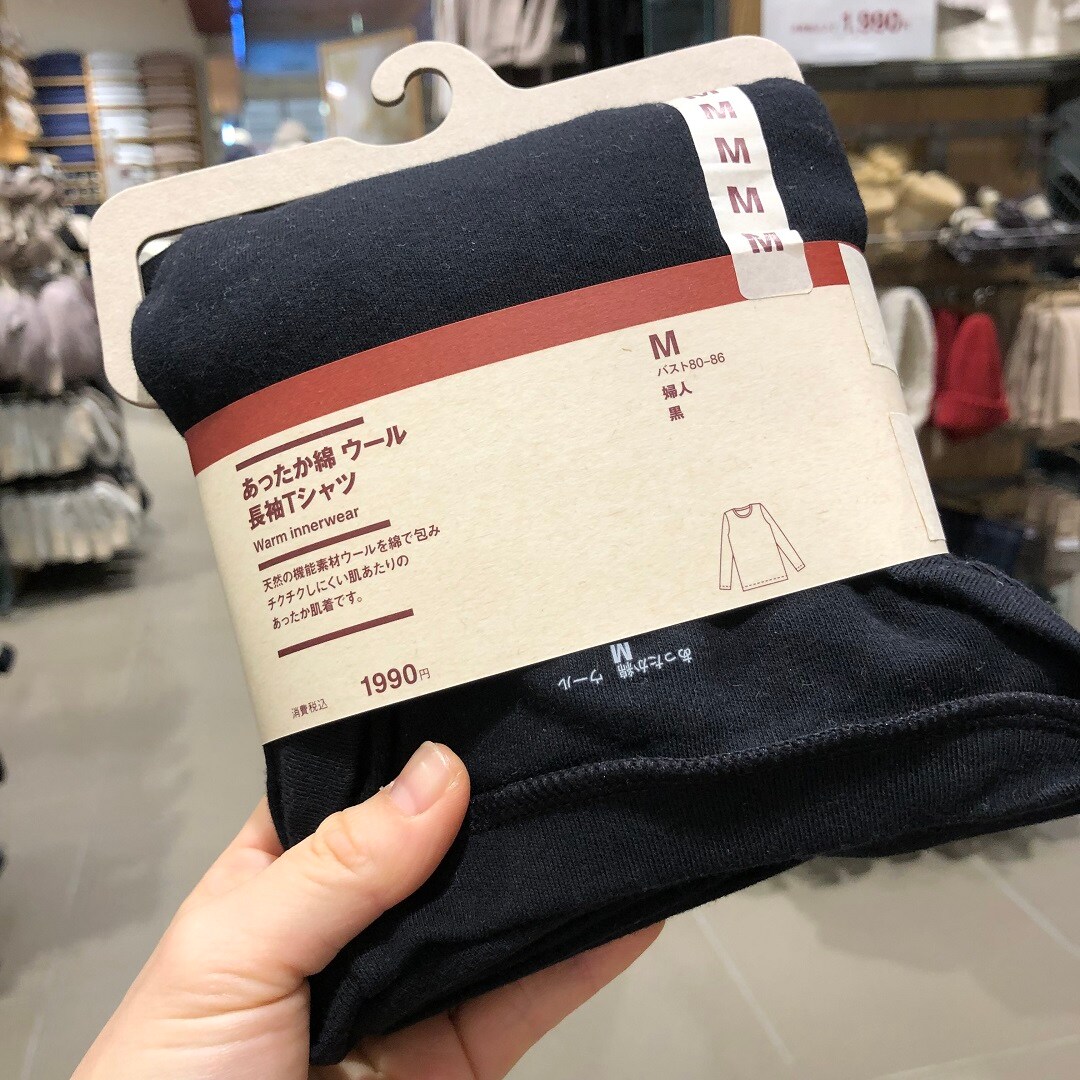 1,990円
M
M
M
M
M
バスト80-86
婦人
黒
あったか綿 ウール
長袖Tシャツ
Warm innerwear
天然の機能素材ウールを綿で包み
チクチクしにくい肌あたりの
あったか肌着です。
消費税込 1990円
M
あったか綿 ウール